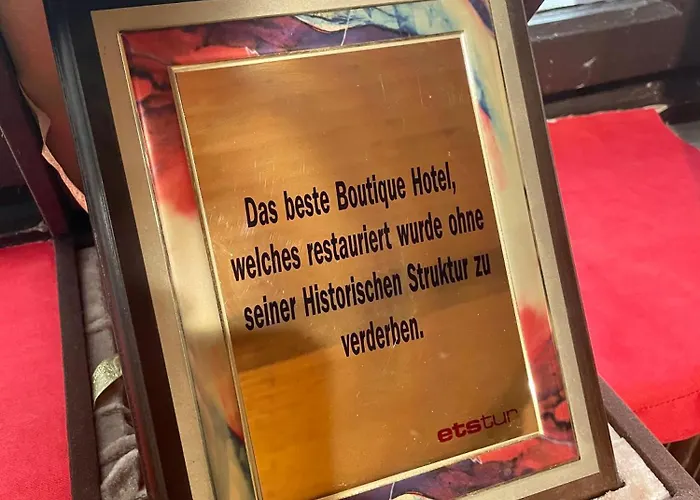 Das beste Boutique Hotel,
welches restauriert wurde ohne
seiner Historischen Struktur zu
verderben.
etstur